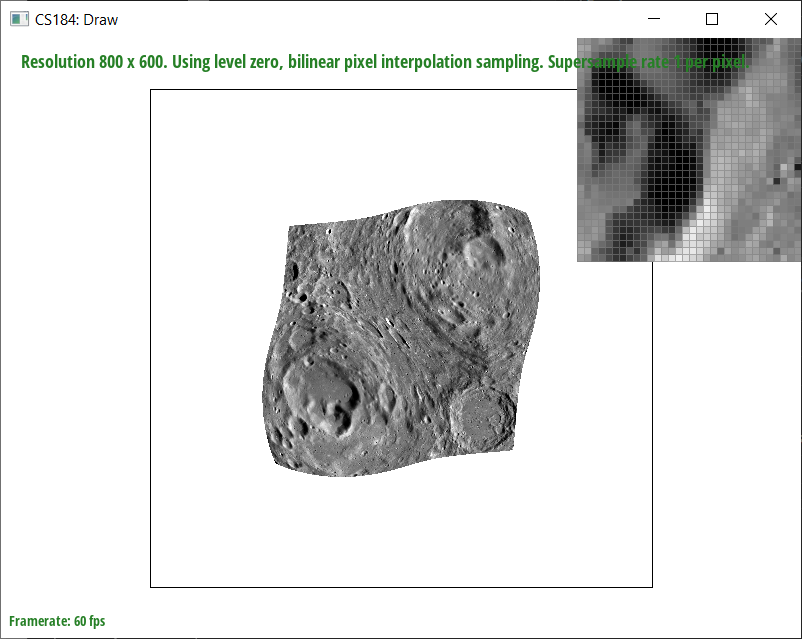 CS184: Draw
Resolution 800 x 600. Using level zero, bilinear pixel interpolation sampling. Supersample rate 1 per pixel.
Framerate: 60 fps